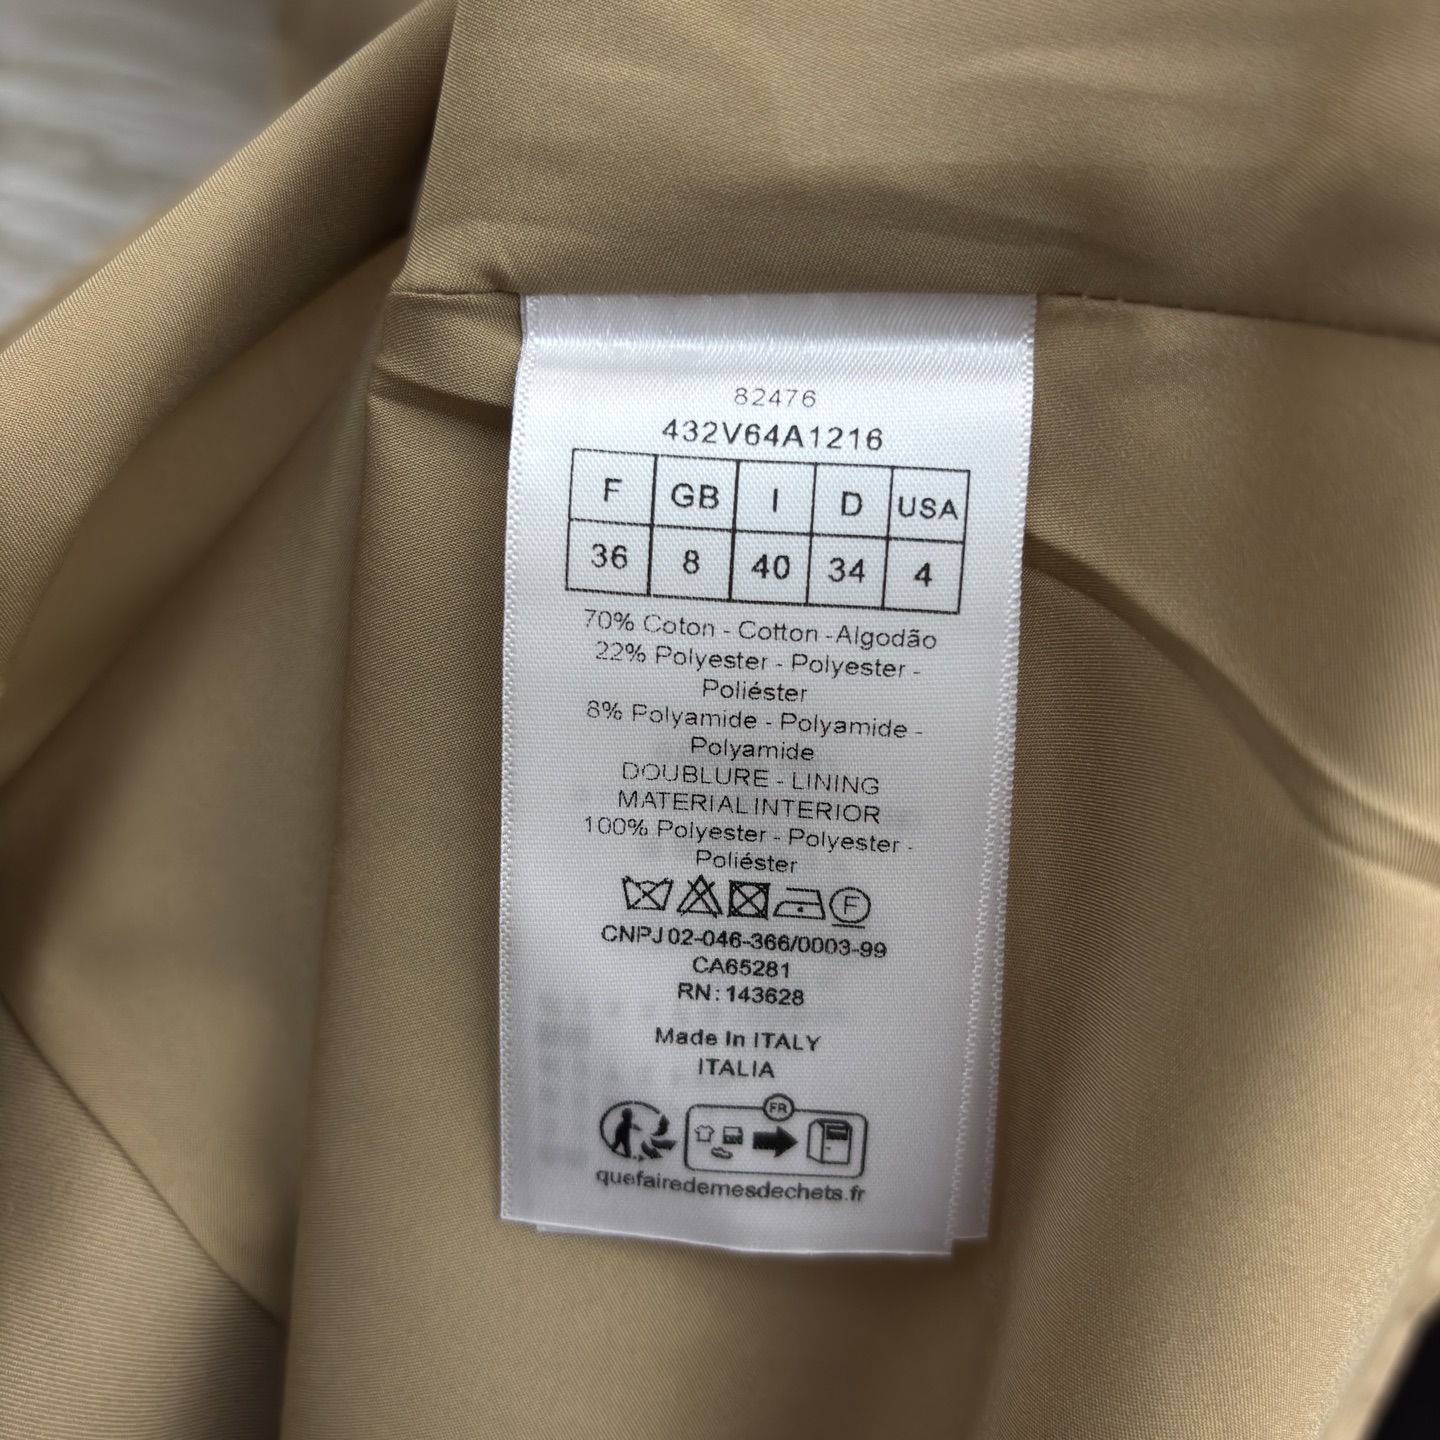 82476
432V64A1216
F GB I D USA
36 8 40 34 4
70% Coton - Cotton -Algodão
22% Polyester - Polyester -
Poliéster
8% Polyamide - Polyamide -
Polyamide
DOUBLURE - LINING
MATERIAL INTERIOR
100% Polyester - Polyester -
Poliéster
F
CNPJ 02-046-366/0003-99
CA65281
RN: 143628
Made In ITALY
ITALIA
FR
quefairedemesdechets.fr